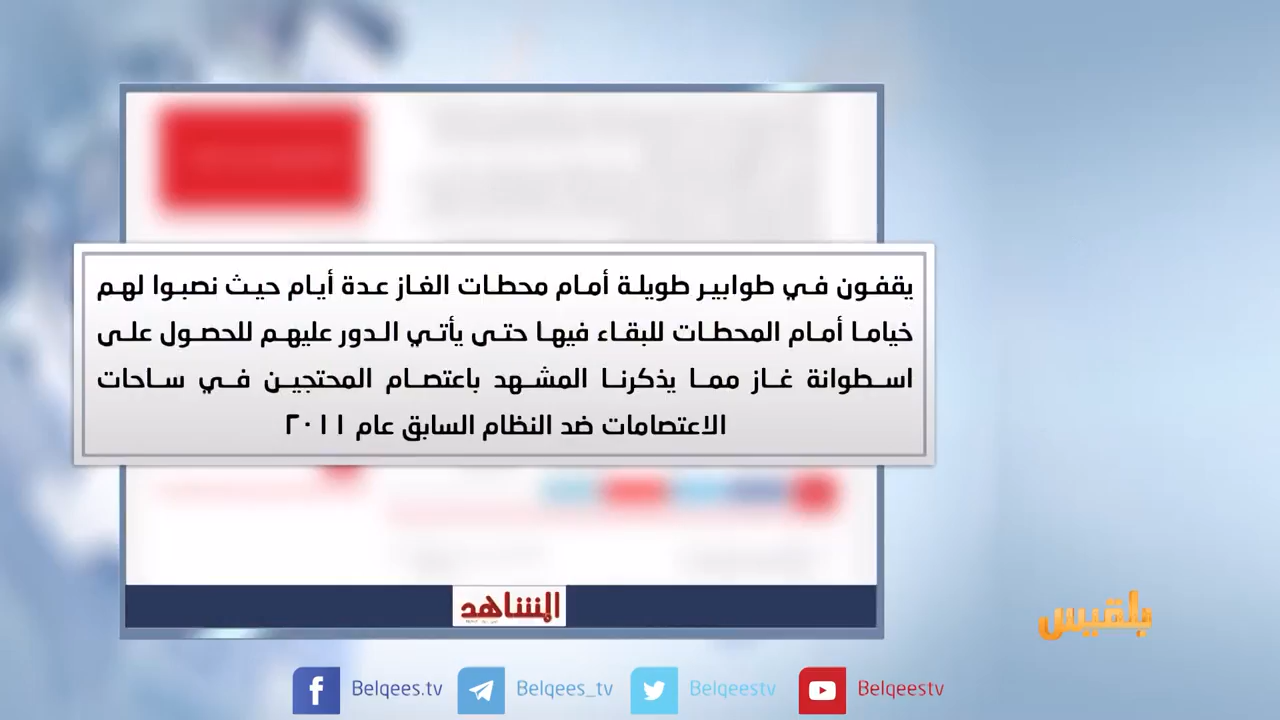 يقفون في طوابير طويلة أمام محطات الغاز عدة أيام حيث نصبوا لهم
خياما أمام المحطات للبقاء فيها حتى يأتي الدور عليهم للحصول على
اسطوانة غاز مما يذكرنا المشهد باعتصام المحتجين في ساحات
الاعتصامات ضد النظام السابق عام ٢٠١١
المشاهد
بلقيس
Belqees.tv
Belqees_tv
Belqeestv
Belqeestv